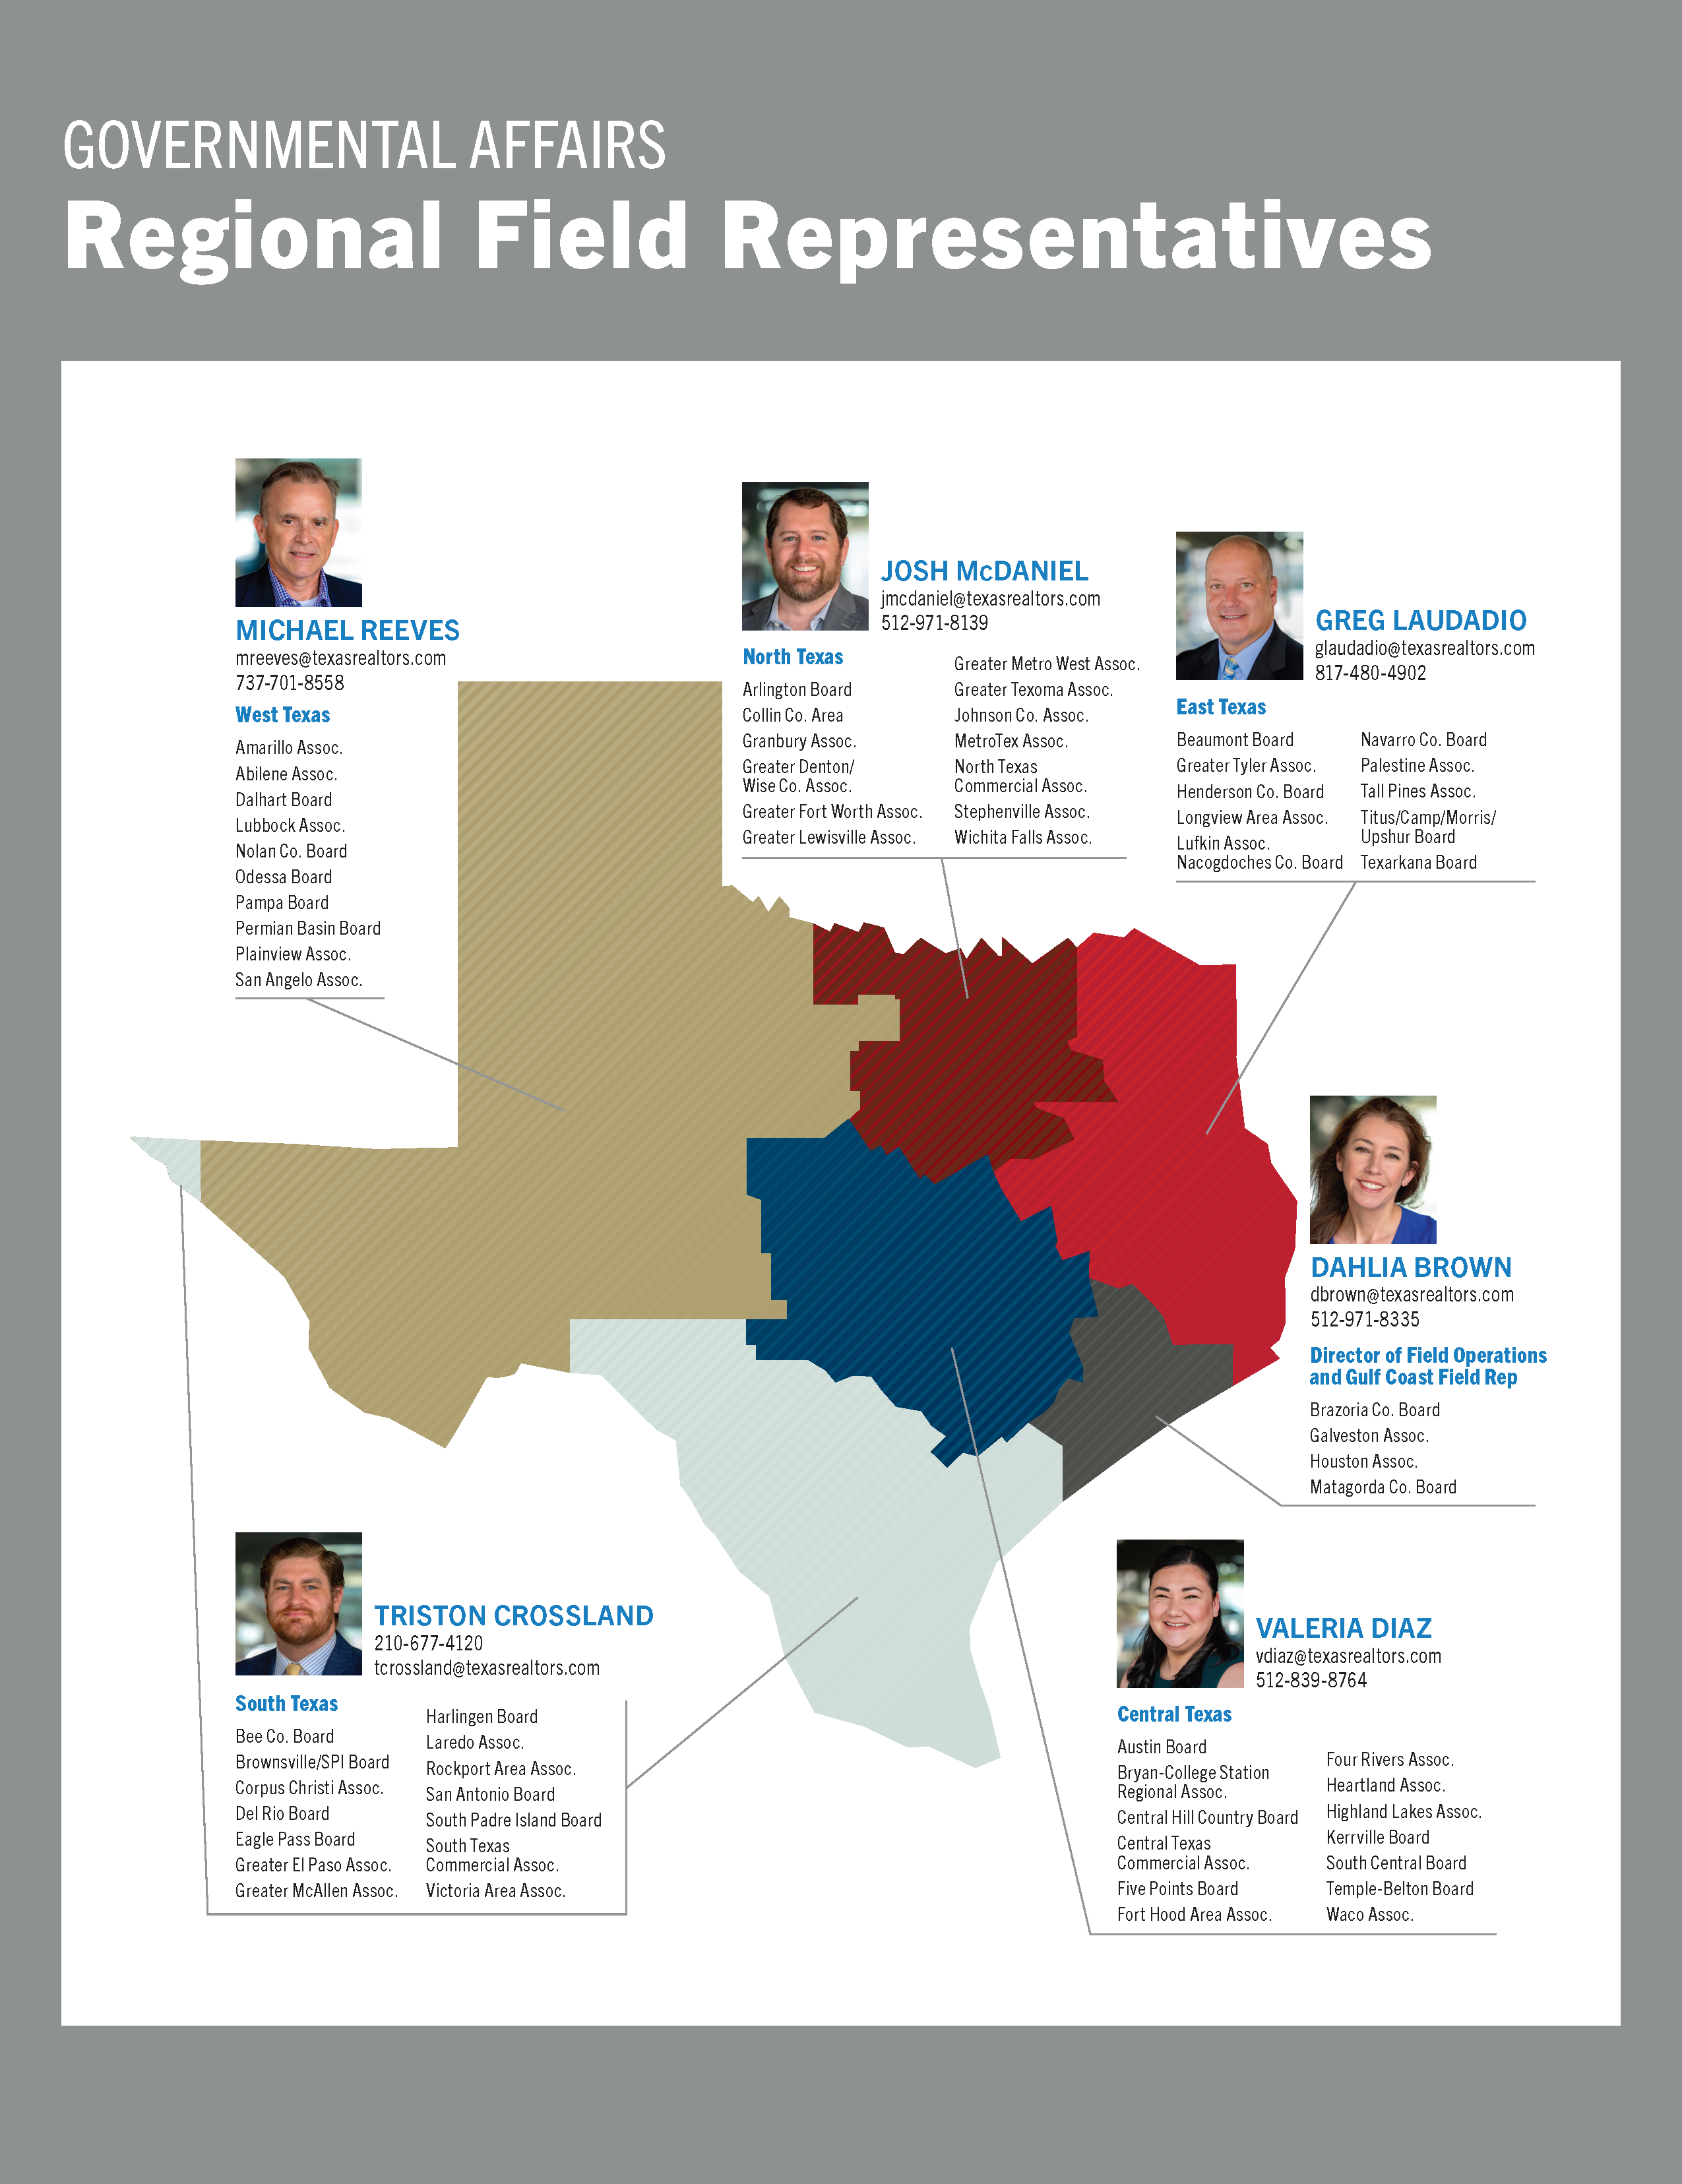 GOVERNMENTAL AFFAIRS
Regional Field Representatives
MICHAEL REEVES
mreeves@texasrealtors.com
737-701-8558
West Texas
Amarillo Assoc.
Abilene Assoc.
Dalhart Board
Lubbock Assoc.
Nolan Co. Board
Odessa Board
Pampa Board
Permian Basin Board
Plainview Assoc.
San Angelo Assoc.
JOSH McDANIEL
jmcdaniel@texasrealtors.com
512-971-8139
North Texas
Arlington Board
Collin Co. Area
Granbury Assoc.
Greater Denton/
Wise Co. Assoc.
Greater Fort Worth Assoc.
Greater Lewisville Assoc.
Greater Metro West Assoc.
Greater Texoma Assoc.
Johnson Co. Assoc.
MetroTex Assoc.
North Texas
Commercial Assoc.
Stephenville Assoc.
Wichita Falls Assoc.
GREG LAUDADIO
glaudadio@texasrealtors.com
817-480-4902
East Texas
Beaumont Board
Greater Tyler Assoc.
Henderson Co. Board
Longview Area Assoc.
Lufkin Assoc.
Nacogdoches Co. Board
Navarro Co. Board
Palestine Assoc.
Tall Pines Assoc.
Titus/Camp/Morris/
Upshur Board
Texarkana Board
DAHLIA BROWN
dbrown@texasrealtors.com
512-971-8335
Director of Field Operations
and Gulf Coast Field Rep
Brazoria Co. Board
Galveston Assoc.
Houston Assoc.
Matagorda Co. Board
TRISTON CROSSLAND
210-677-4120
tcrossland@texasrealtors.com
South Texas
Bee Co. Board
Brownsville/SPI Board
Corpus Christi Assoc.
Del Rio Board
Eagle Pass Board
Greater El Paso Assoc.
Greater McAllen Assoc.
Harlingen Board
Laredo Assoc.
Rockport Area Assoc.
San Antonio Board
South Padre Island Board
South Texas
Commercial Assoc.
Victoria Area Assoc.
VALERIA DIAZ
vdiaz@texasrealtors.com
512-839-8764
Central Texas
Austin Board
Bryan-College Station
Regional Assoc.
Central Hill Country Board
Central Texas
Commercial Assoc.
Five Points Board
Fort Hood Area Assoc.
Four Rivers Assoc.
Heartland Assoc.
Highland Lakes Assoc.
Kerrville Board
South Central Board
Temple-Belton Board
Waco Assoc.